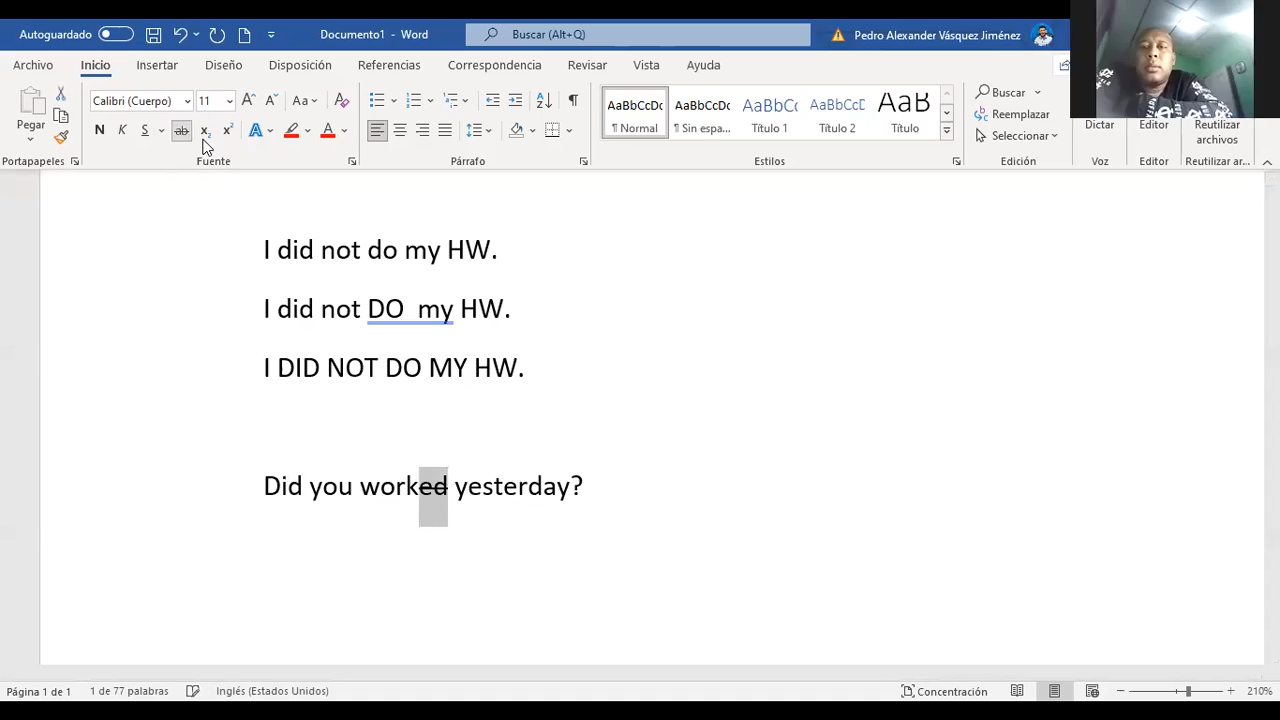 Autoguardado
Documento1 - Word
Buscar (Alt+Q)
Pedro Alexander Vásquez Jiménez
Archivo Inicio Insertar Diseño Disposición Referencias Correspondencia Revisar Vista Ayuda
Pegar
Portapapeles
Calibri (Cuerpo) 11
N K S ab x₂ x² A A
Fuente
Párrafo
AaBbCcDc AaBbCcDc AaBbCc AaBbCcD AaB
¶ Normal ¶ Sin espa... Título 1 Título 2 Título
Estilos
Buscar
Reemplazar
Seleccionar
Edición
Dictar
Voz
Editor
Editor
Reutilizar archivos
Reutilizar ar...
I did not do my HW.
I did not DO my HW.
I DID NOT DO MY HW.
Did you worked yesterday?
Página 1 de 1 1 de 77 palabras Inglés (Estados Unidos) Concentración 210%